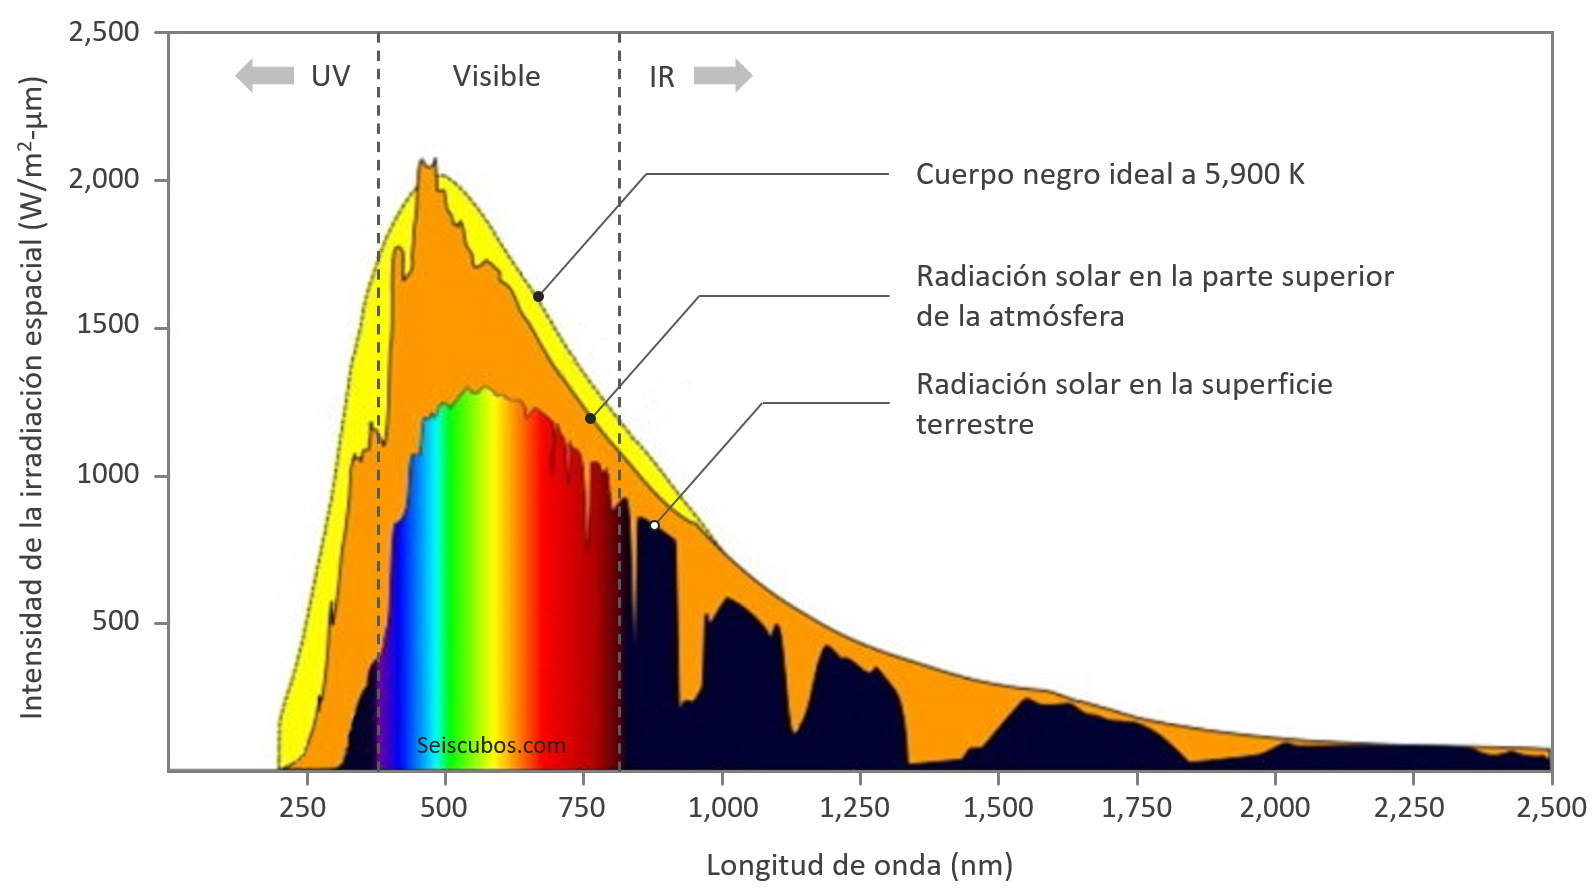 2,500
2,000
1500
1000
500
Intensidad de la irradiación espacial (W/m²-µm)
UV
Visible
IR
Cuerpo negro ideal a 5,900 K
Radiación solar en la parte superior
de la atmósfera
Radiación solar en la superficie
terrestre
Seiscubos.com
250 500 750 1,000 1,250 1,500 1,750 2,000 2,250 2,500
Longitud de onda (nm)